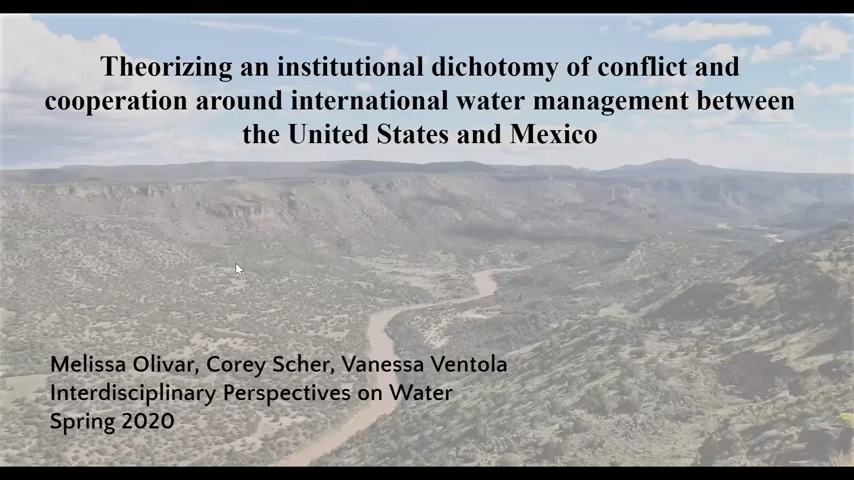 Theorizing an institutional dichotomy of conflict and
cooperation around international water management between
the United States and Mexico
Melissa Olivar, Corey Scher, Vanessa Ventola
Interdisciplinary Perspectives on Water
Spring 2020